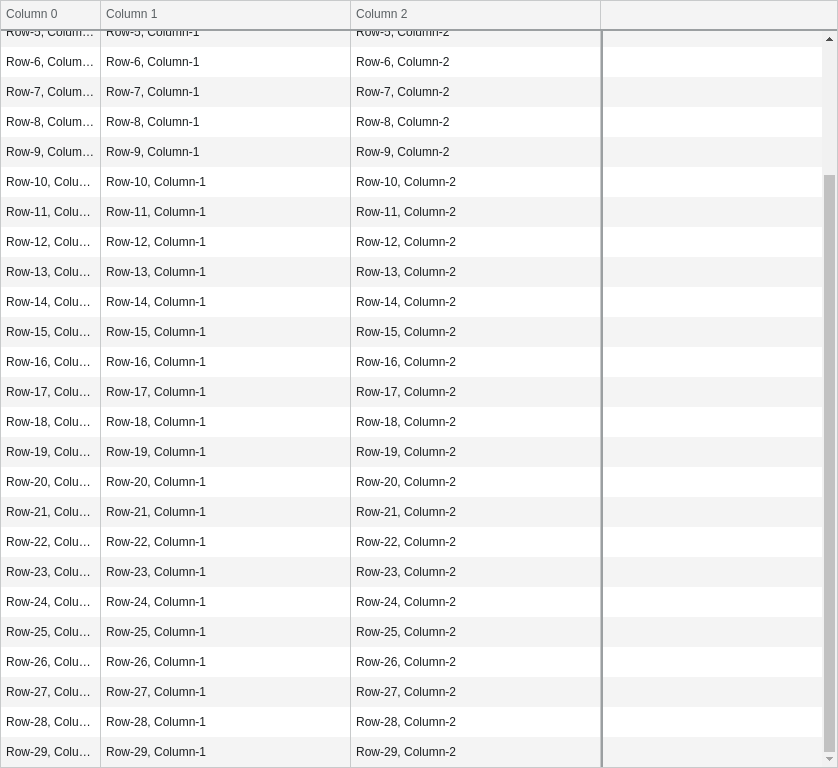 Column 0 Column 1 Column 2
Row-5, Colum… Row-5, Column-1 Row-5, Column-2
Row-6, Colum… Row-6, Column-1 Row-6, Column-2
Row-7, Colum… Row-7, Column-1 Row-7, Column-2
Row-8, Colum… Row-8, Column-1 Row-8, Column-2
Row-9, Colum… Row-9, Column-1 Row-9, Column-2
Row-10, Colu… Row-10, Column-1 Row-10, Column-2
Row-11, Colu… Row-11, Column-1 Row-11, Column-2
Row-12, Colu… Row-12, Column-1 Row-12, Column-2
Row-13, Colu… Row-13, Column-1 Row-13, Column-2
Row-14, Colu… Row-14, Column-1 Row-14, Column-2
Row-15, Colu… Row-15, Column-1 Row-15, Column-2
Row-16, Colu… Row-16, Column-1 Row-16, Column-2
Row-17, Colu… Row-17, Column-1 Row-17, Column-2
Row-18, Colu… Row-18, Column-1 Row-18, Column-2
Row-19, Colu… Row-19, Column-1 Row-19, Column-2
Row-20, Colu… Row-20, Column-1 Row-20, Column-2
Row-21, Colu… Row-21, Column-1 Row-21, Column-2
Row-22, Colu… Row-22, Column-1 Row-22, Column-2
Row-23, Colu… Row-23, Column-1 Row-23, Column-2
Row-24, Colu… Row-24, Column-1 Row-24, Column-2
Row-25, Colu… Row-25, Column-1 Row-25, Column-2
Row-26, Colu… Row-26, Column-1 Row-26, Column-2
Row-27, Colu… Row-27, Column-1 Row-27, Column-2
Row-28, Colu… Row-28, Column-1 Row-28, Column-2
Row-29, Colu… Row-29, Column-1 Row-29, Column-2